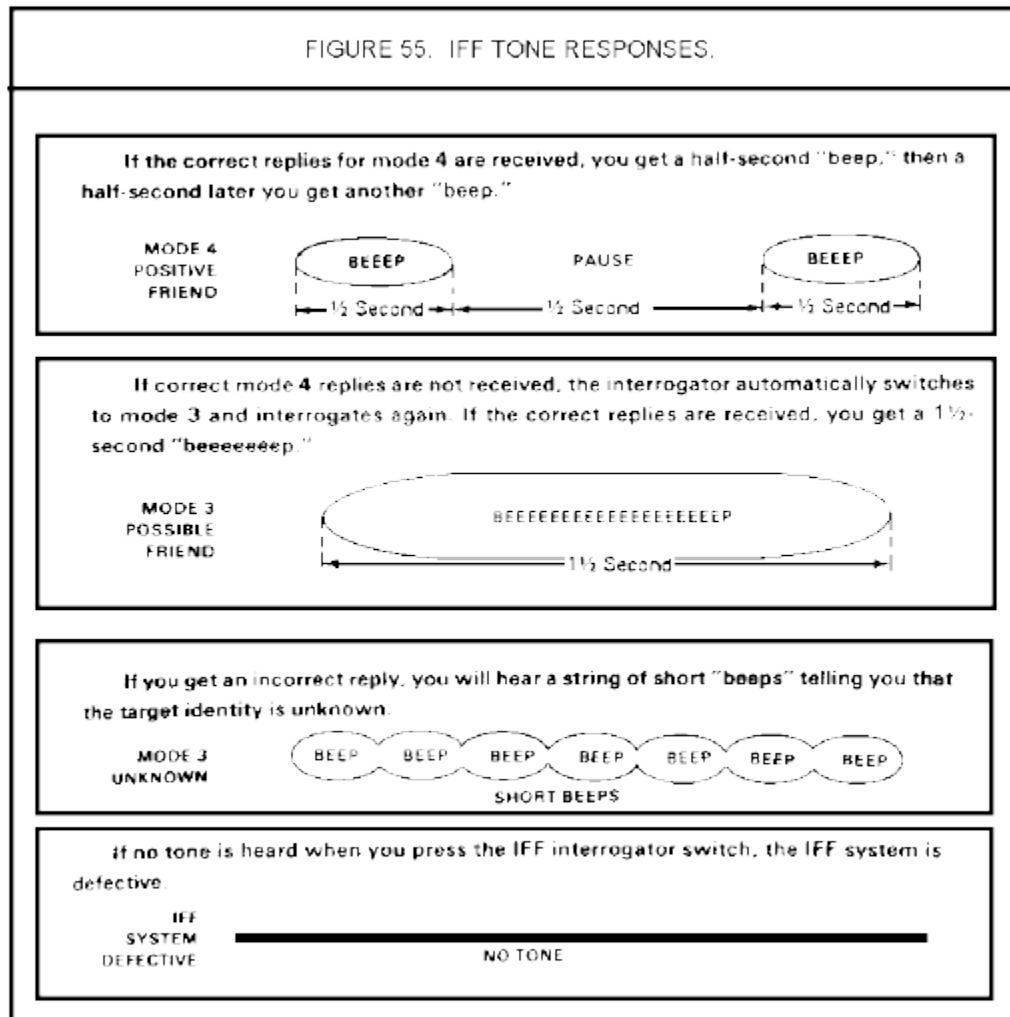 FIGURE 55. IFF TONE RESPONSES.
If the correct replies for mode 4 are received, you get a half-second "beep," then a
half-second later you get another "beep."
MODE 4
POSITIVE
FRIEND
BEEEP
PAUSE
BEEEP
½ Second
½ Second
½ Second
If correct mode 4 replies are not received, the interrogator automatically switches
to mode 3 and interrogates again. If the correct replies are received, you get a 1½-
second "beeeeeeep."
MODE 3
POSSIBLE
FRIEND
BEEEEEEEEEEEEEEEEEEEEP
1½ Second
If you get an incorrect reply, you will hear a string of short "beeps" telling you that
the target identity is unknown.
MODE 3
UNKNOWN
BEEP BEEP BEEP BEEP BEEP BEEP BEEP
SHORT BEEPS
If no tone is heard when you press the IFF interrogator switch, the IFF system is
defective.
IFF
SYSTEM
DEFECTIVE
NO TONE